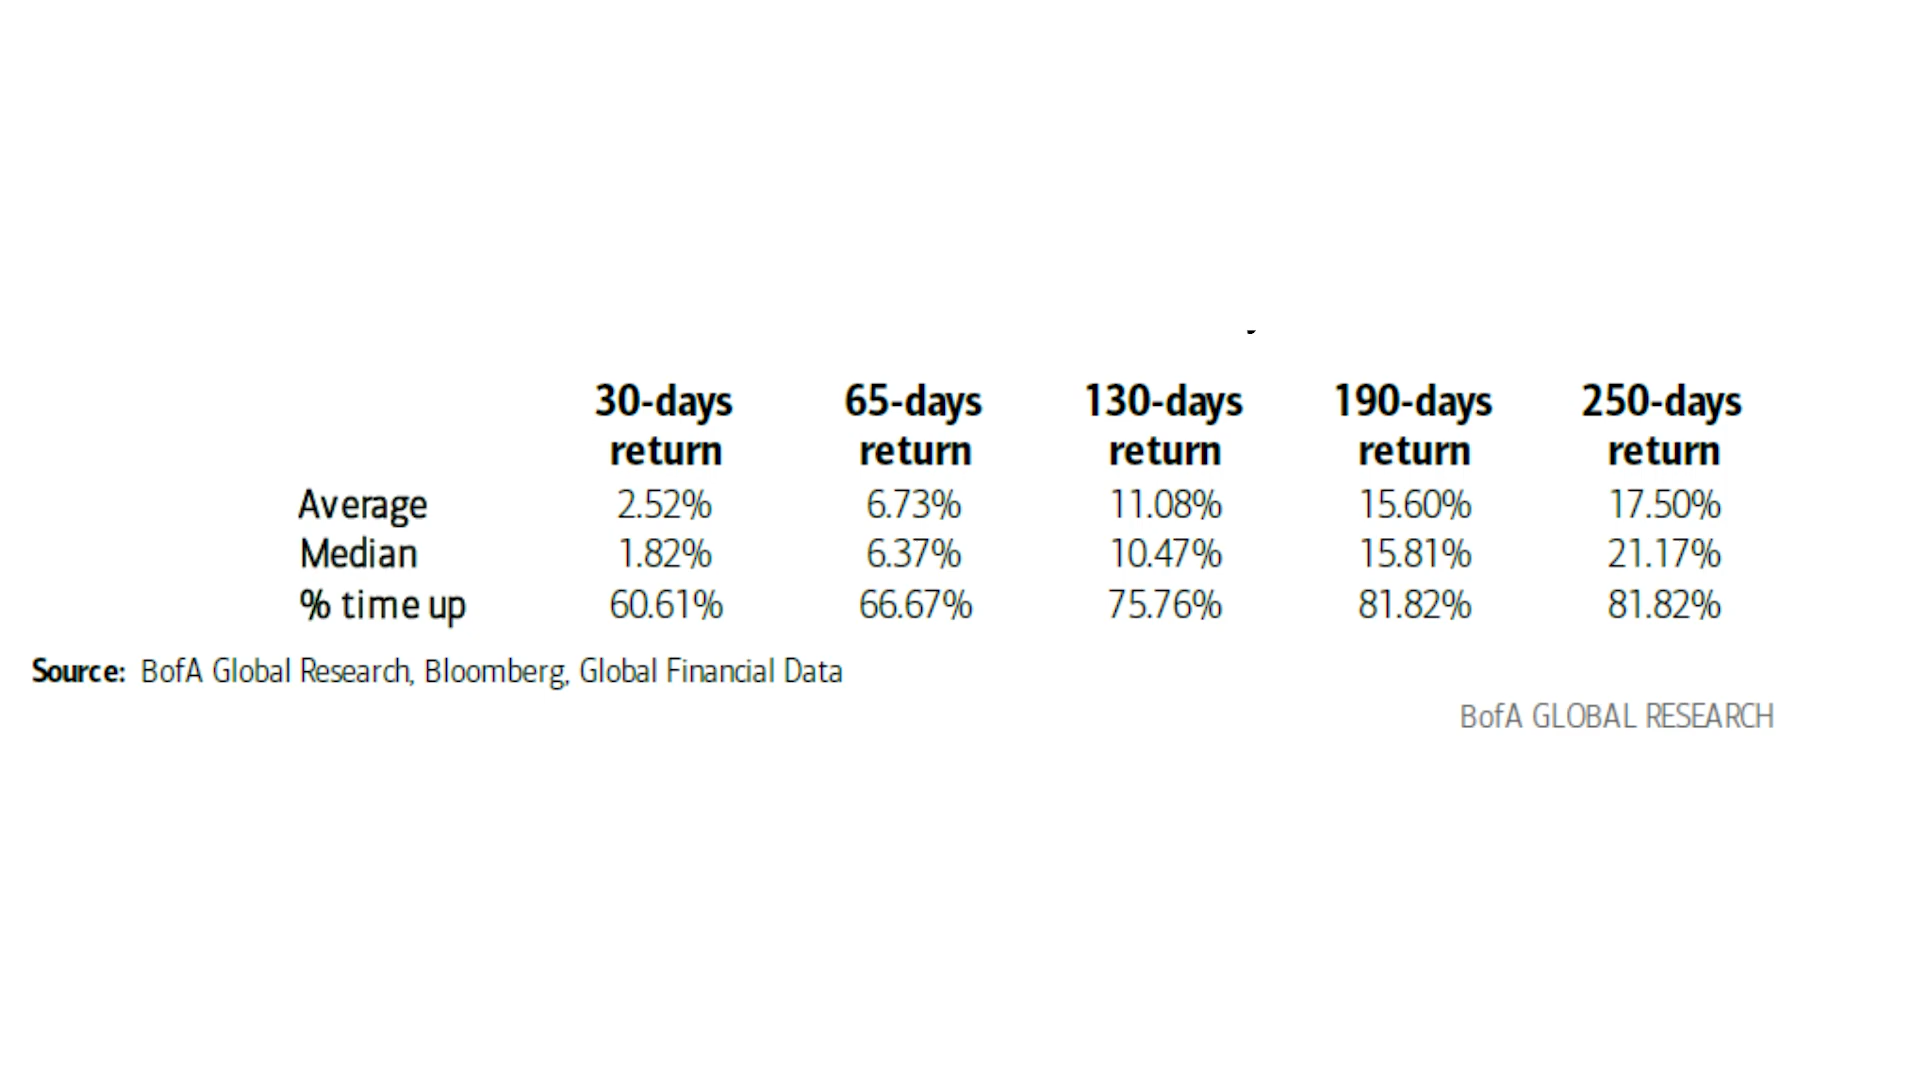 30-days 65-days 130-days 190-days 250-days
return return return return return
Average 2.52% 6.73% 11.08% 15.60% 17.50%
Median 1.82% 6.37% 10.47% 15.81% 21.17%
% time up 60.61% 66.67% 75.76% 81.82% 81.82%
Source: BofA Global Research, Bloomberg, Global Financial Data
BofA GLOBAL RESEARCH